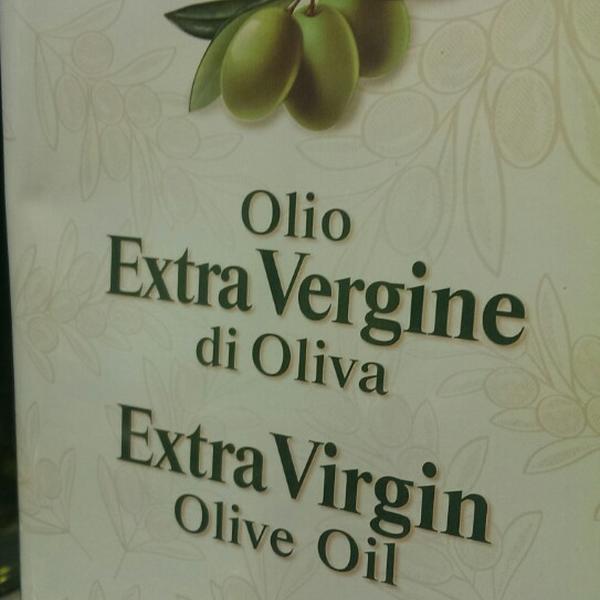 Olio
Extra Vergine
di Oliva
Extra Virgin
Olive Oil